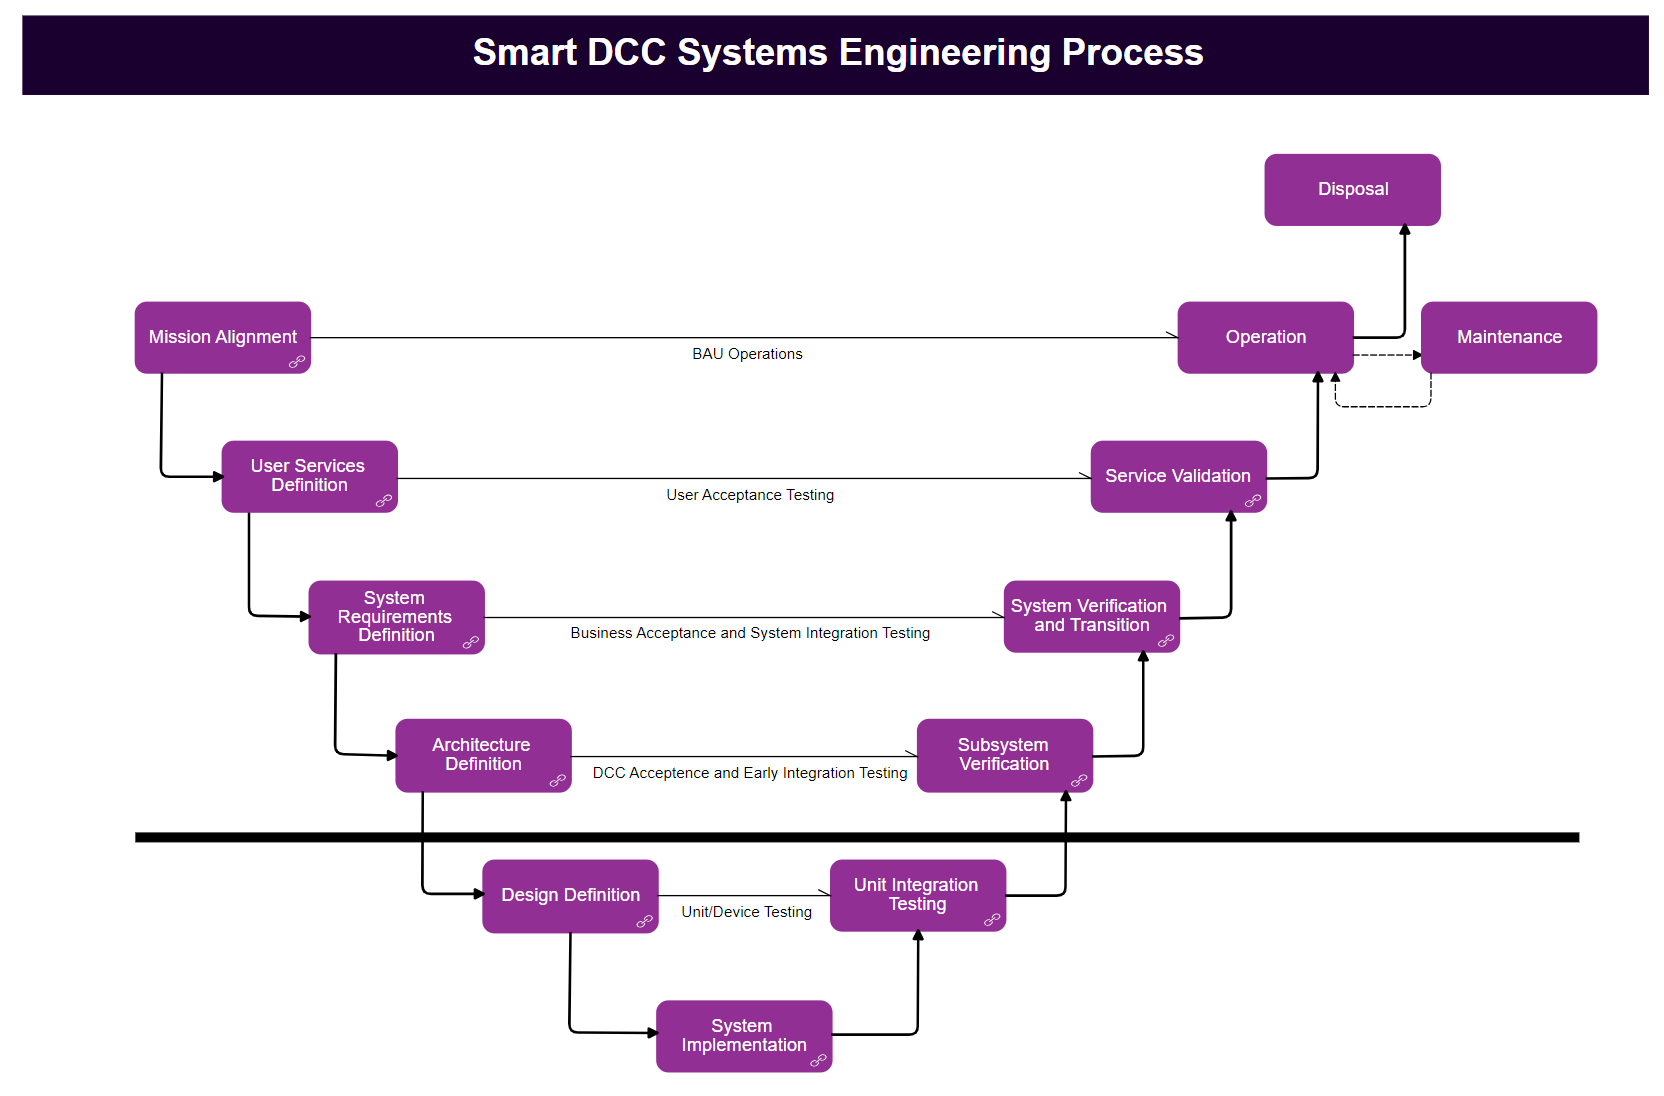 Smart DCC Systems Engineering Process
Disposal
Mission Alignment
BAU Operations
Operation
Maintenance
User Services
Definition
User Acceptance Testing
Service Validation
System
Requirements
Definition
Business Acceptance and System Integration Testing
System Verification
and Transition
Architecture
Definition
DCC Acceptence and Early Integration Testing
Subsystem
Verification
Design Definition
Unit/Device Testing
Unit Integration
Testing
System
Implementation